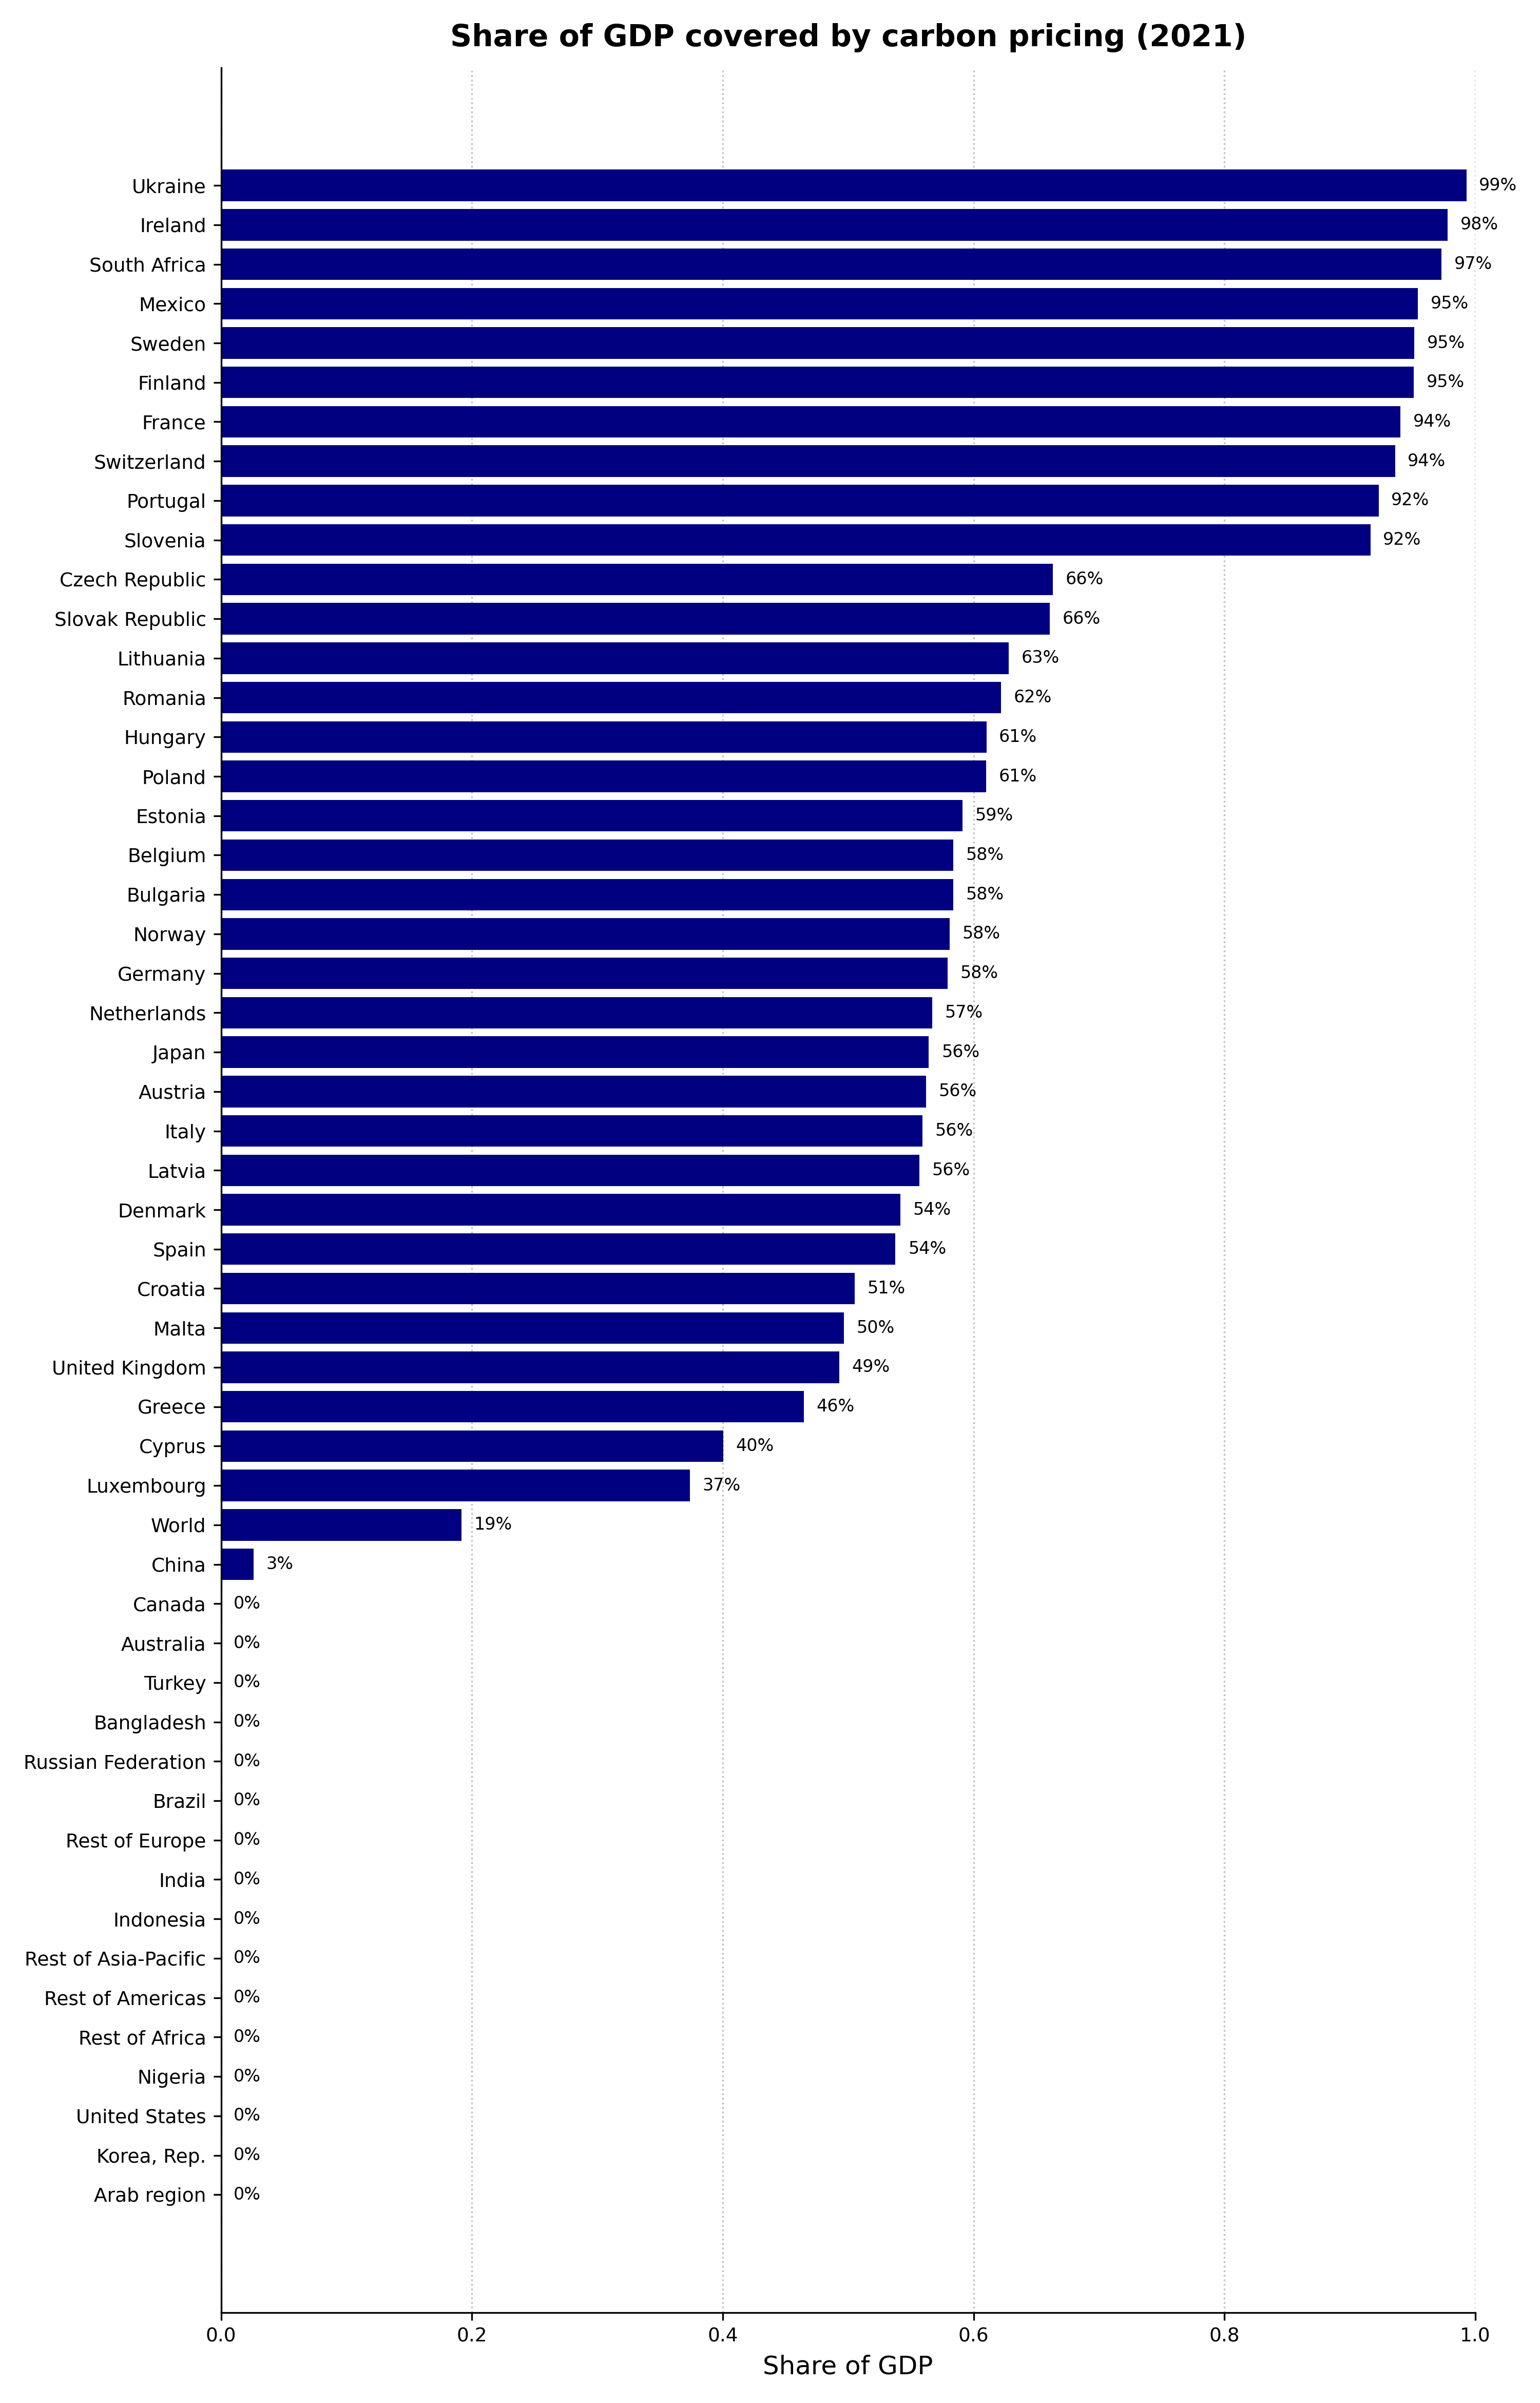 Share of GDP covered by carbon pricing (2021)
Ukraine 99%
Ireland 98%
South Africa 97%
Mexico 95%
Sweden 95%
Finland 95%
France 94%
Switzerland 94%
Portugal 92%
Slovenia 92%
Czech Republic 66%
Slovak Republic 66%
Lithuania 63%
Romania 62%
Hungary 61%
Poland 61%
Estonia 59%
Belgium 58%
Bulgaria 58%
Norway 58%
Germany 58%
Netherlands 57%
Japan 56%
Austria 56%
Italy 56%
Latvia 56%
Denmark 54%
Spain 54%
Croatia 51%
Malta 50%
United Kingdom 49%
Greece 46%
Cyprus 40%
Luxembourg 37%
World 19%
China 3%
Canada 0%
Australia 0%
Turkey 0%
Bangladesh 0%
Russian Federation 0%
Brazil 0%
Rest of Europe 0%
India 0%
Indonesia 0%
Rest of Asia-Pacific 0%
Rest of Americas 0%
Rest of Africa 0%
Nigeria 0%
United States 0%
Korea, Rep. 0%
Arab region 0%
0.0 0.2 0.4 0.6 0.8 1.0
Share of GDP